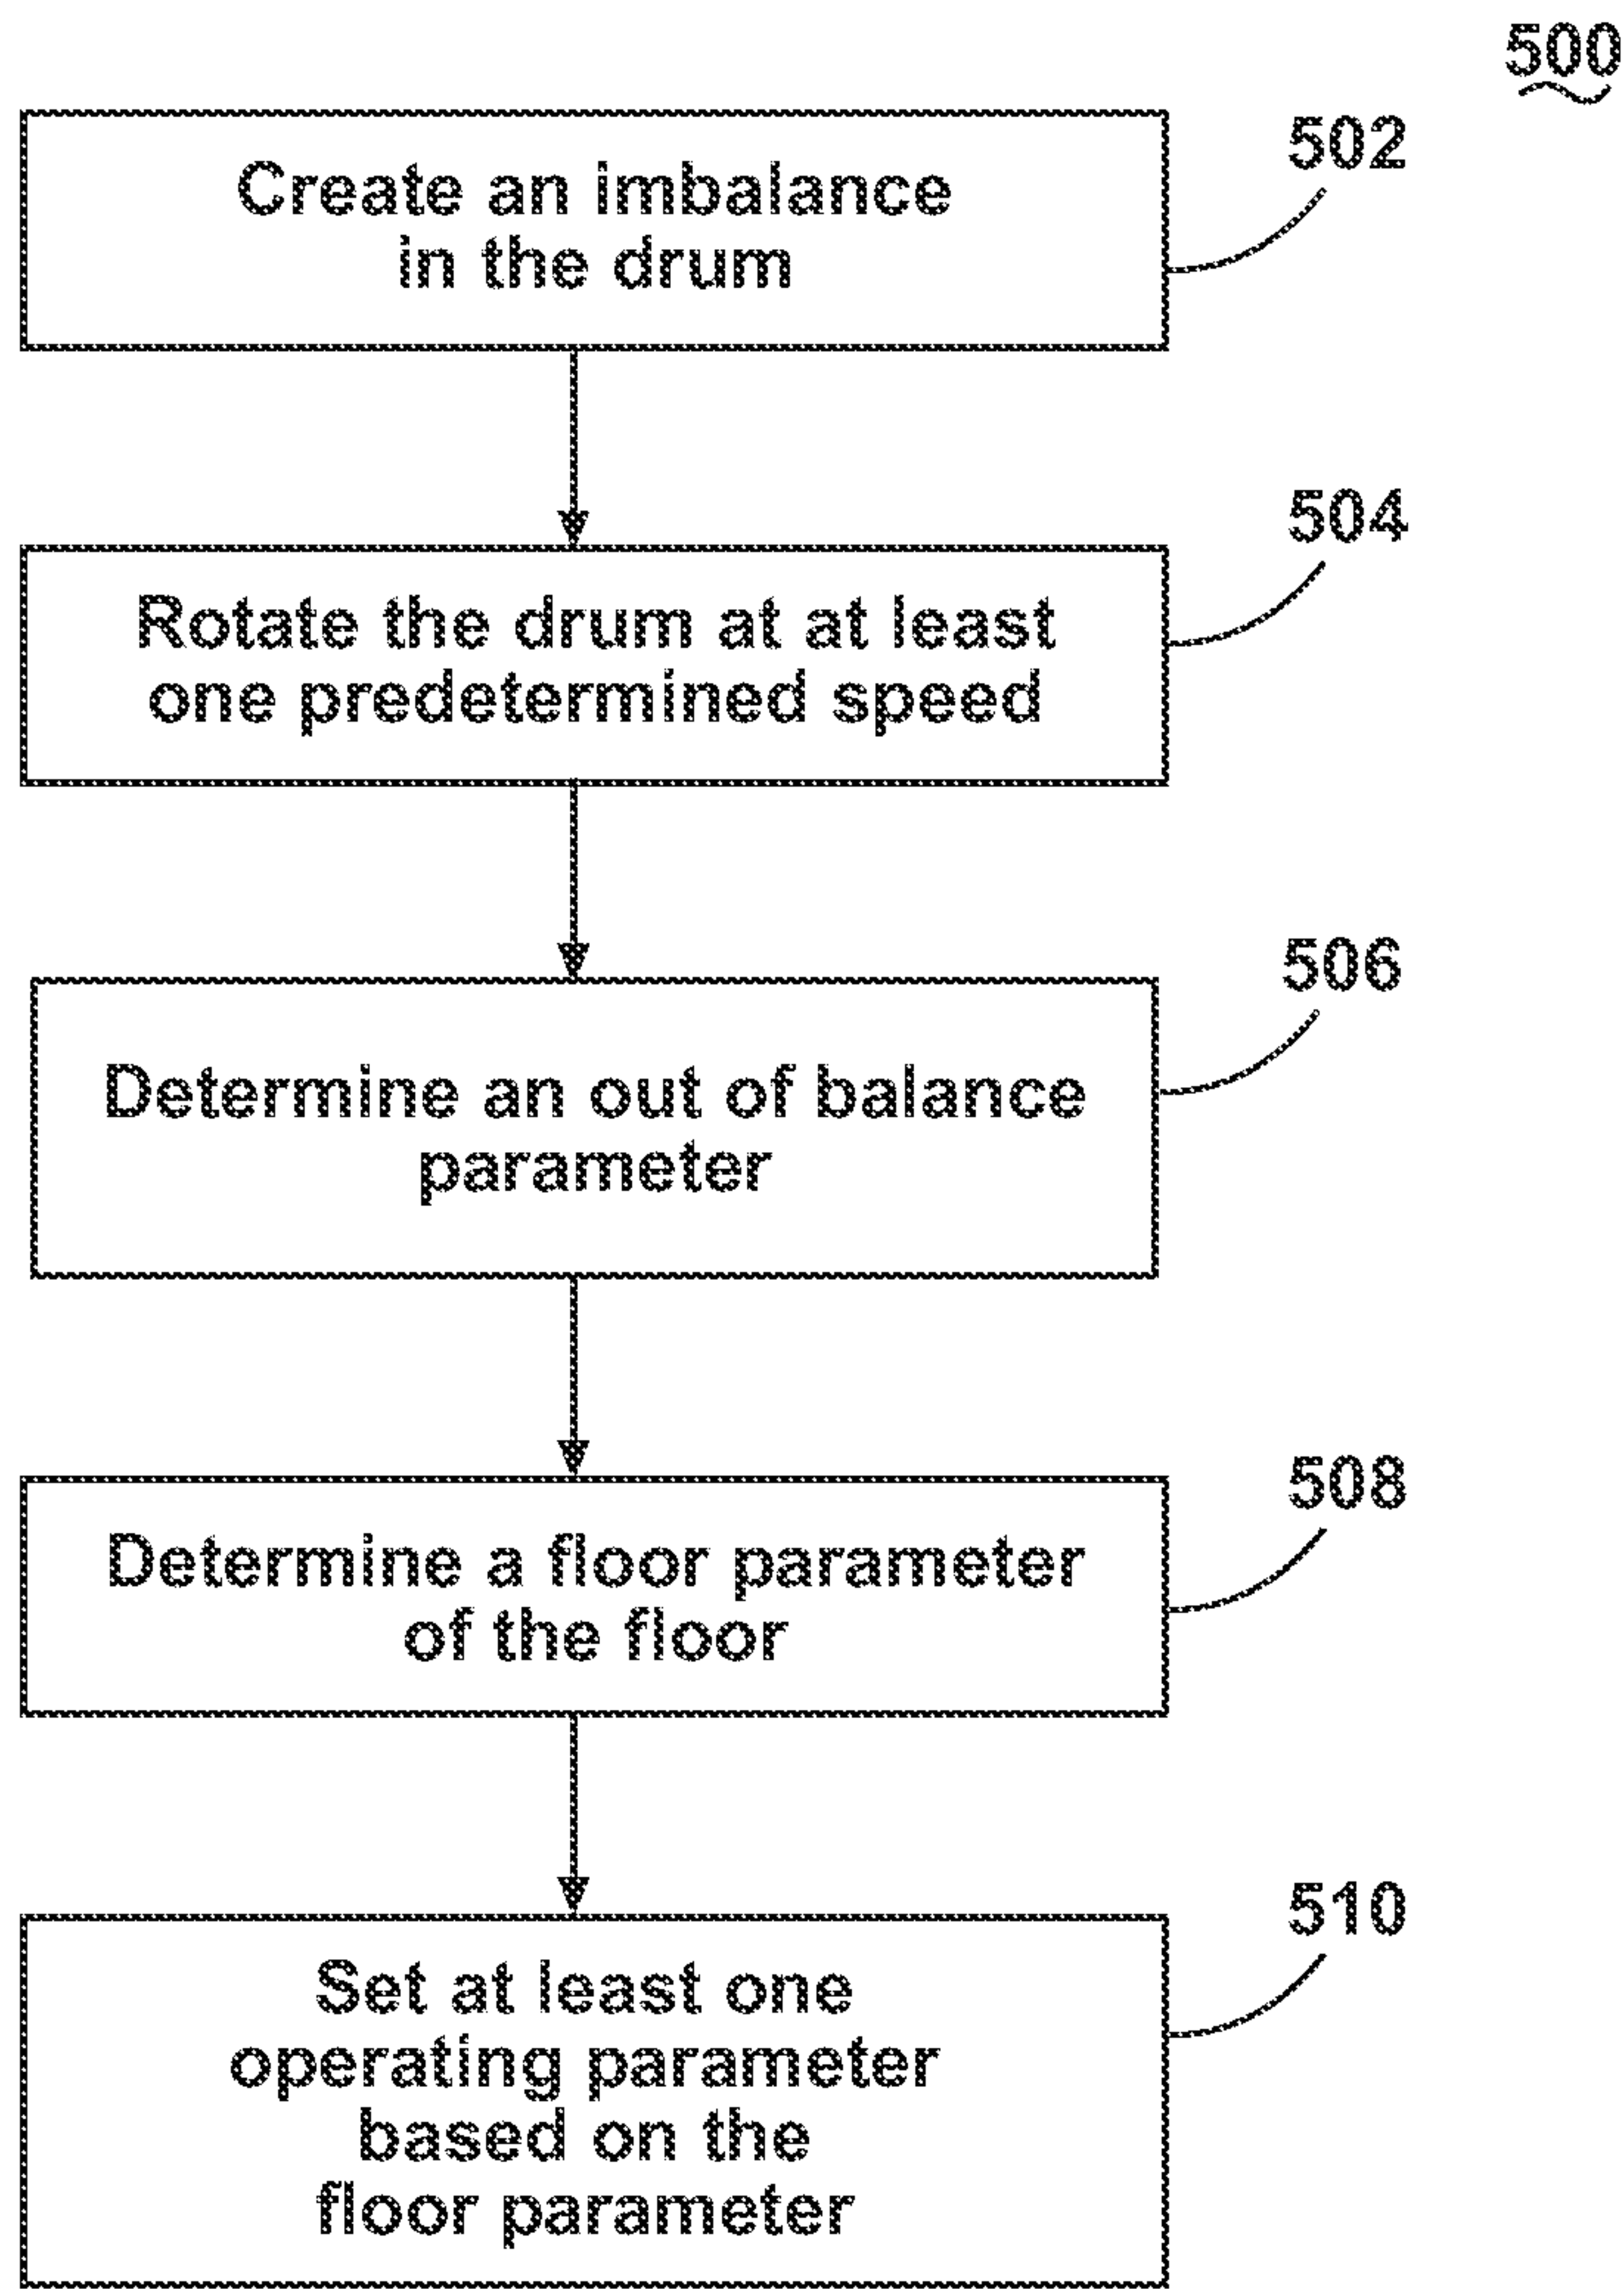 500
502
Create an imbalance
in the drum
504
Rotate the drum at at least
one predetermined speed
506
Determine an out of balance
parameter
508
Determine a floor parameter
of the floor
510
Set at least one
operating parameter
based on the
floor parameter